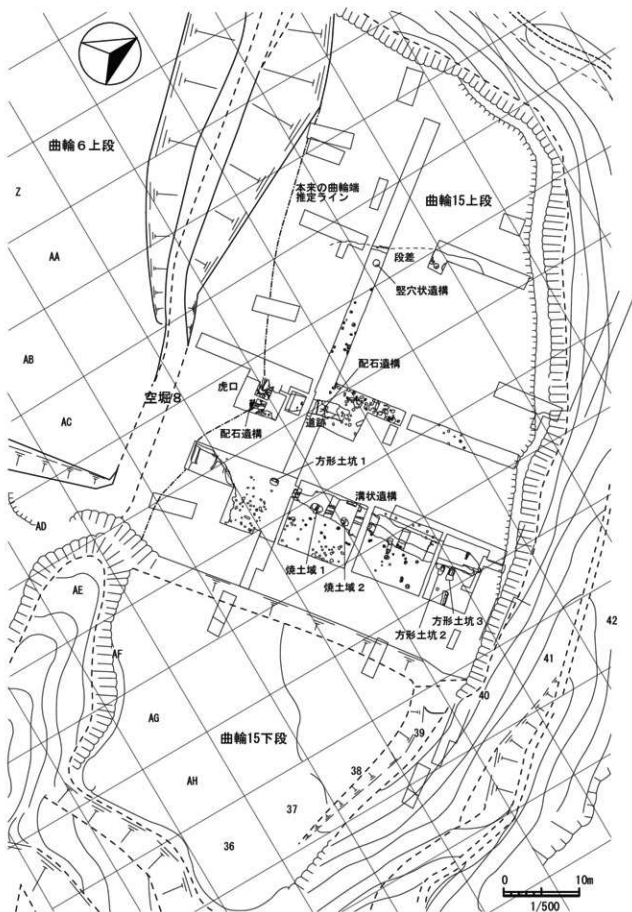 曲輪6上段
Z
本来の曲輪端
推定ライン
曲輪15上段
AA
段差
竪穴状遺構
AB
配石遺構
虎口
空堀8
AC
道跡
配石遺構
方形土坑1
溝状遺構
AD
焼土域1
焼土域2
方形土坑3
方形土坑2
AE
42
41
AF
40
AG
39
曲輪15下段
38
AH
37
36
0 10m
1/500